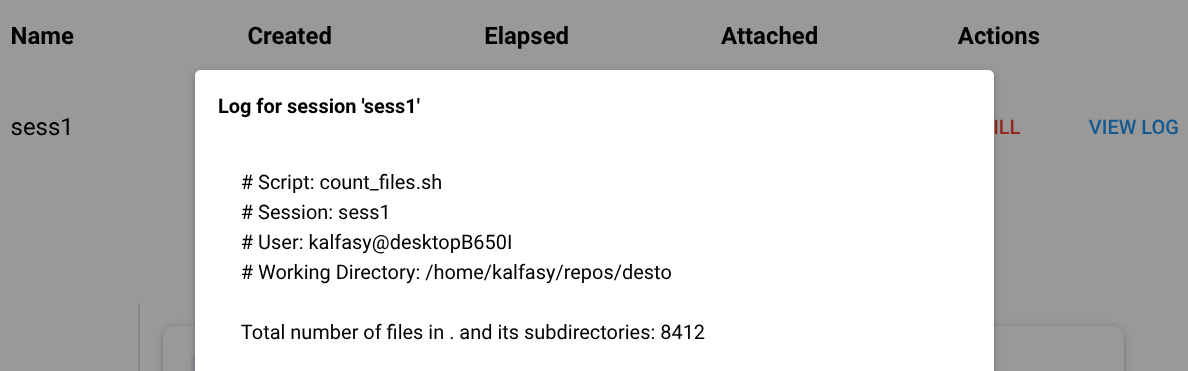 Name Created Elapsed Attached Actions
Log for session 'sess1'
sess1 ILL VIEW LOG
# Script: count_files.sh
# Session: sess1
# User: kalfasy@desktopB650I
# Working Directory: /home/kalfasy/repos/desto
Total number of files in . and its subdirectories: 8412